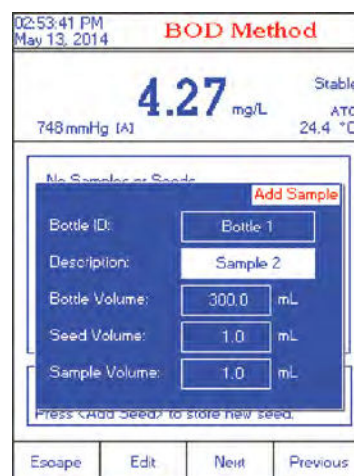 02:53:41 PM
May 13, 2014
BOD Method
4.27 mg/L
Stable
ATC
748mmHg [A]
24.4 °C
No Samples or Seeds
Add Sample
Bottle ID: Bottle 1
Description: Sample 2
Bottle Volume: 300.0 mL
Seed Volume: 1.0 mL
Sample Volume: 1.0 mL
Press <Add Seed> to store new seed.
Escape Edit Next Previous